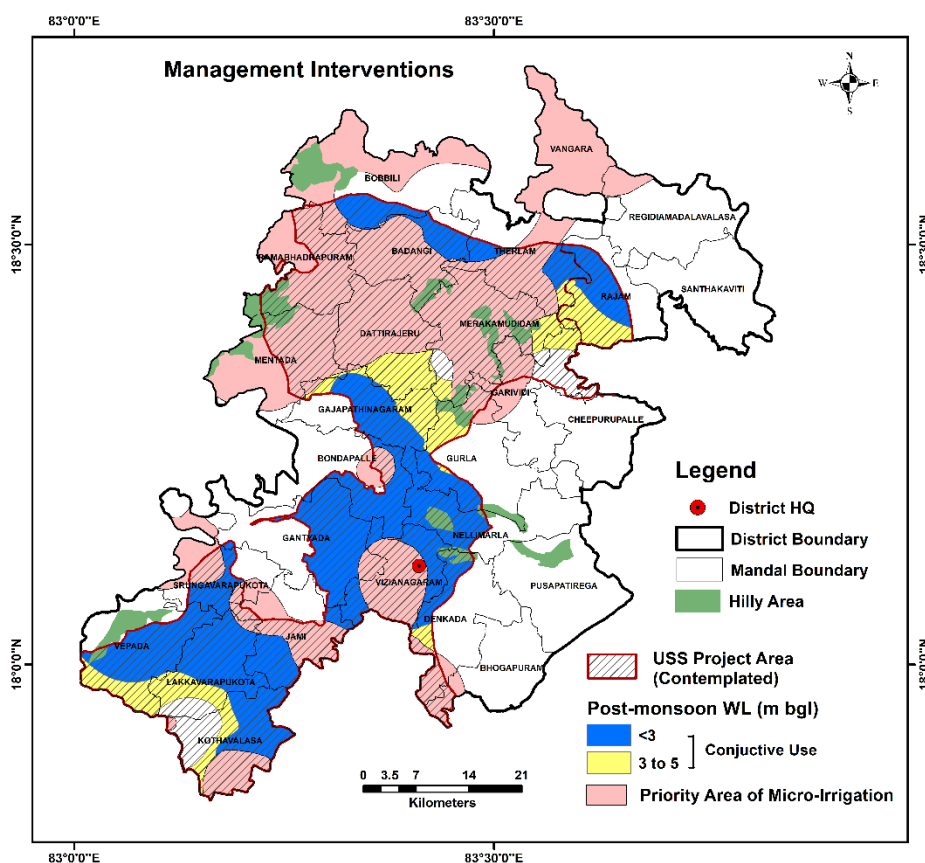 83°0'0"E
83°30'0"E
Management Interventions
N
W
E
S
VANGARA
BOBBILI
REGIDIAMADALAVALASA
18°30'0"N
18°30'0"N
RAMABHADRAPURAM
BADANGI
THERLAM
SANTHAKAVITI
RAJAM
DATTIRAJERU
MERAKAMUDIDAM
MENTADA
GARIVIDI
GAJAPATHINAGARAM
CHEEPURUPALLE
BONDAPALLE
GURLA
Legend
District HQ
District Boundary
Mandal Boundary
Hilly Area
USS Project Area
(Contemplated)
Post-monsoon WL (m bgl)
<3
3 to 5
Conjuctive Use
Priority Area of Micro-Irrigation
GANTYADA
NELLIMARLA
SRUNGAVARAPUKOTA
VIZIANAGARAM
PUSAPATIREGA
DENKADA
JAMI
VEPADA
BHOGAPURAM
18°0'0"N
18°0'0"N
LAKKAVARAPUKOTA
KOTHAVALASA
0 3.5 7 14 21
Kilometers
83°0'0"E
83°30'0"E